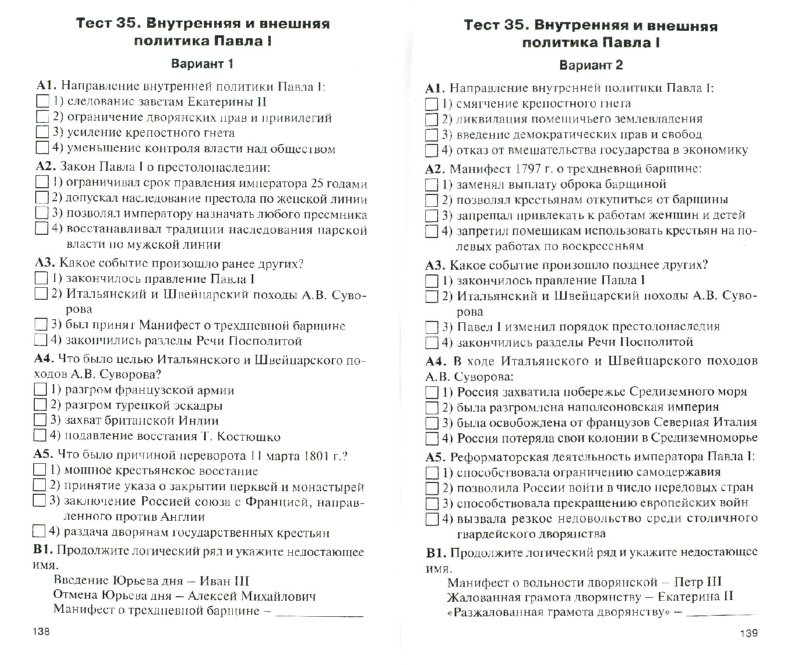 Тест 35. Внутренняя и внешняя
политика Павла I
Вариант 1
А1. Направление внутренней политики Павла I:
1) следование заветам Екатерины II
2) ограничение дворянских прав и привилегий
3) усиление крепостного гнета
4) уменьшение контроля власти над обществом
А2. Закон Павла I о престолонаследии:
1) ограничивал срок правления императора 25 годами
2) допускал наследование престола по женской линии
3) позволял императору назначать любого преемника
4) восстанавливал традиции наследования царской
власти по мужской линии
А3. Какое событие произошло ранее других?
1) закончилось правление Павла I
2) Итальянский и Швейцарский походы А.В. Суво-
рова
3) был принят Манифест о трехдневной барщине
4) закончились разделы Речи Посполитой
А4. Что было целью Итальянского и Швейцарского по-
ходов А.В. Суворова?
1) разгром французской армии
2) разгром турецкой эскадры
3) захват британской Индии
4) подавление восстания Т. Костюшко
А5. Что было причиной переворота 11 марта 1801 г.?
1) мощное крестьянское восстание
2) принятие указа о закрытии церквей и монастырей
3) заключение Россией союза с Францией, направ-
ленного против Англии
4) раздача дворянам государственных крестьян
В1. Продолжите логический ряд и укажите недостающее
имя.
Введение Юрьева дня – Иван III
Отмена Юрьева дня – Алексей Михайлович
Манифест о трехдневной барщине – ____________
138
Тест 35. Внутренняя и внешняя
политика Павла I
Вариант 2
А1. Направление внутренней политики Павла I:
1) смягчение крепостного гнета
2) ликвидация помещичьего землевладения
3) введение демократических прав и свобод
4) отказ от вмешательства государства в экономику
А2. Манифест 1797 г. о трехдневной барщине:
1) заменял выплату оброка барщиной
2) позволял крестьянам откупиться от барщины
3) запрещал привлекать к работам женщин и детей
4) запретил помещикам использовать крестьян на по-
левых работах по воскресеньям
А3. Какое событие произошло позднее других?
1) закончилось правление Павла I
2) Итальянский и Швейцарский походы А.В. Суво-
рова
3) Павел I изменил порядок престолонаследия
4) закончились разделы Речи Посполитой
А4. В ходе Итальянского и Швейцарского походов
А.В. Суворова:
1) Россия захватила побережье Средиземного моря
2) была разгромлена наполеоновская империя
3) была освобождена от французов Северная Италия
4) Россия потеряла свои колонии в Средиземноморье
А5. Реформаторская деятельность императора Павла I:
1) способствовала ограничению самодержавия
2) позволила России войти в число передовых стран
3) способствовала прекращению европейских войн
4) вызвала резкое недовольство среди столичного
гвардейского дворянства
В1. Продолжите логический ряд и укажите недостающее
имя.
Манифест о вольности дворянской – Петр III
Жалованная грамота дворянству – Екатерина II
«Разжалованная грамота дворянству» – __________
139